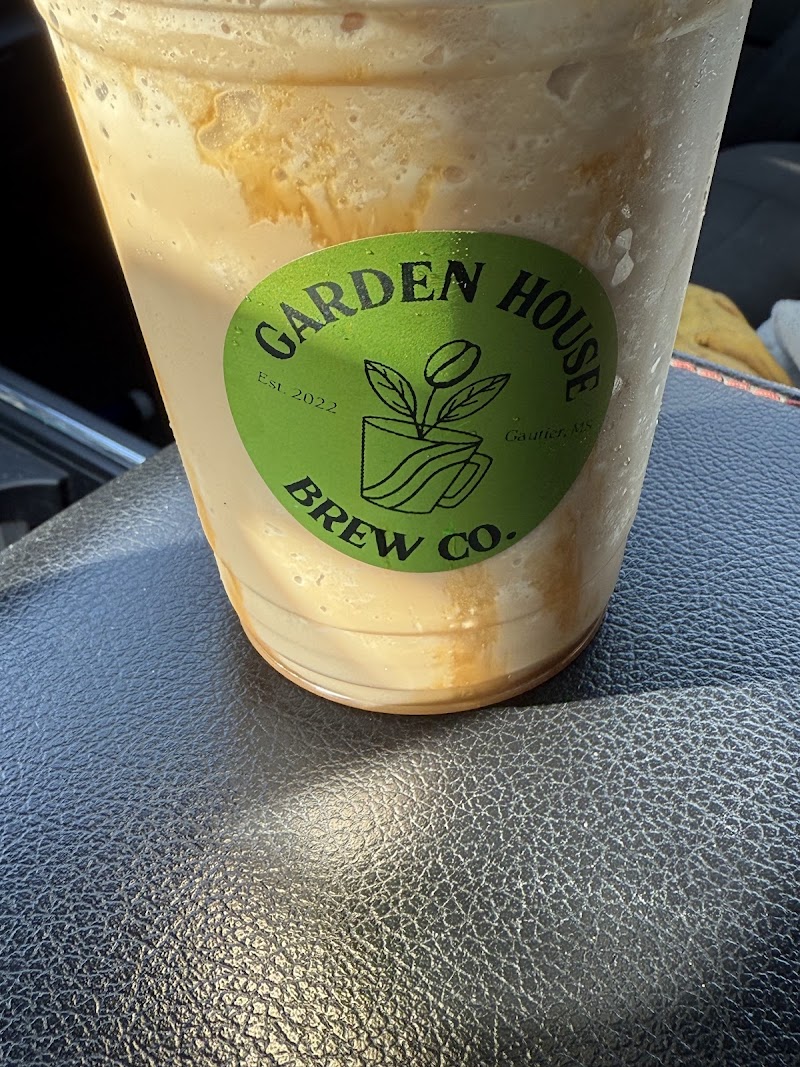 GARDEN HOUSE
Est. 2022
Gautier, MS
BREW CO.